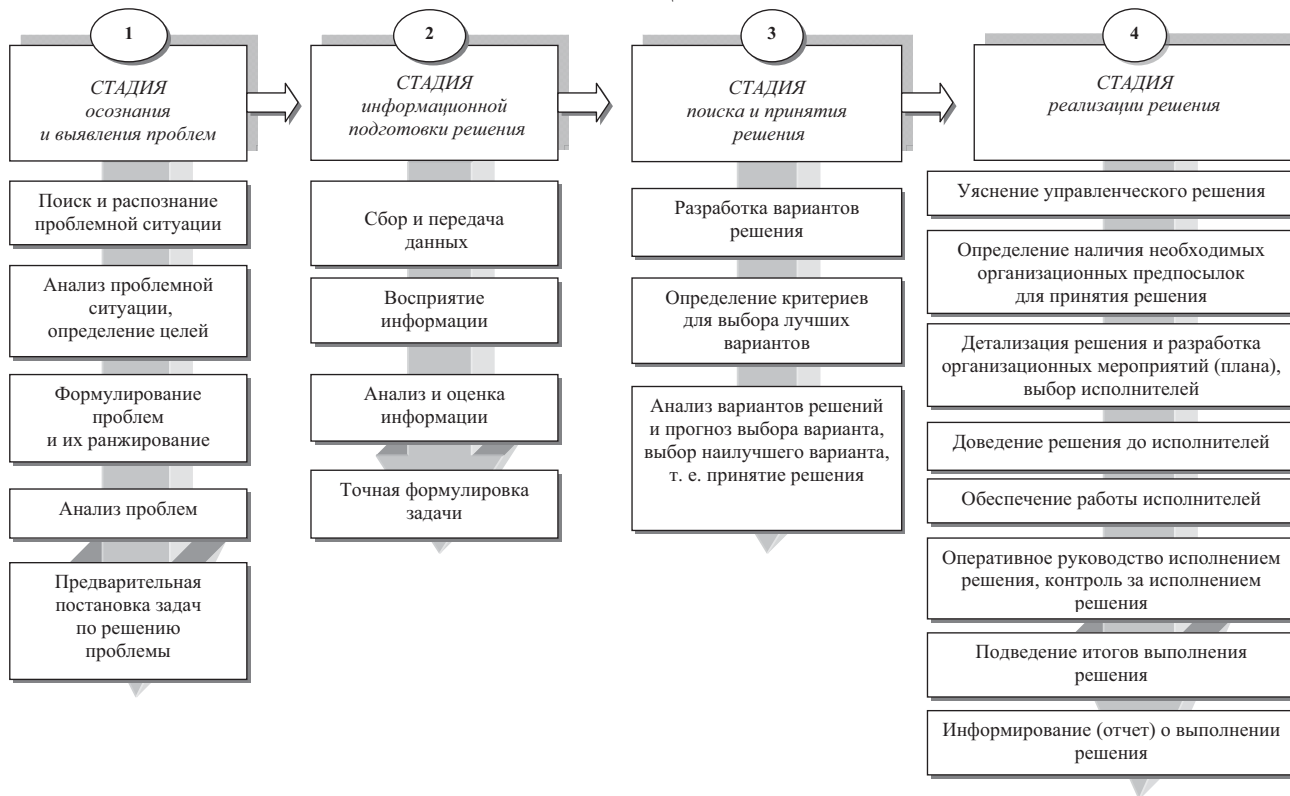 1
СТАДИЯ
осознания
и выявления проблем
Поиск и распознание
проблемной ситуации
Анализ проблемной
ситуации,
определение целей
Формулирование
проблем
и их ранжирование
Анализ проблем
Предварительная
постановка задач
по решению
проблемы
2
СТАДИЯ
информационной
подготовки решения
Сбор и передача
данных
Восприятие
информации
Анализ и оценка
информации
Точная формулировка
задачи
3
СТАДИЯ
поиска и принятия
решения
Разработка вариантов
решения
Определение критериев
для выбора лучших
вариантов
Анализ вариантов решений
и прогноз выбора варианта,
выбор наилучшего варианта,
т. е. принятие решения
4
СТАДИЯ
реализации решения
Уяснение управленческого решения
Определение наличия необходимых
организационных предпосылок
для принятия решения
Детализация решения и разработка
организационных мероприятий (плана),
выбор исполнителей
Доведение решения до исполнителей
Обеспечение работы исполнителей
Оперативное руководство исполнением
решения, контроль за исполнением
решения
Подведение итогов выполнения
решения
Информирование (отчет) о выполнении
решения